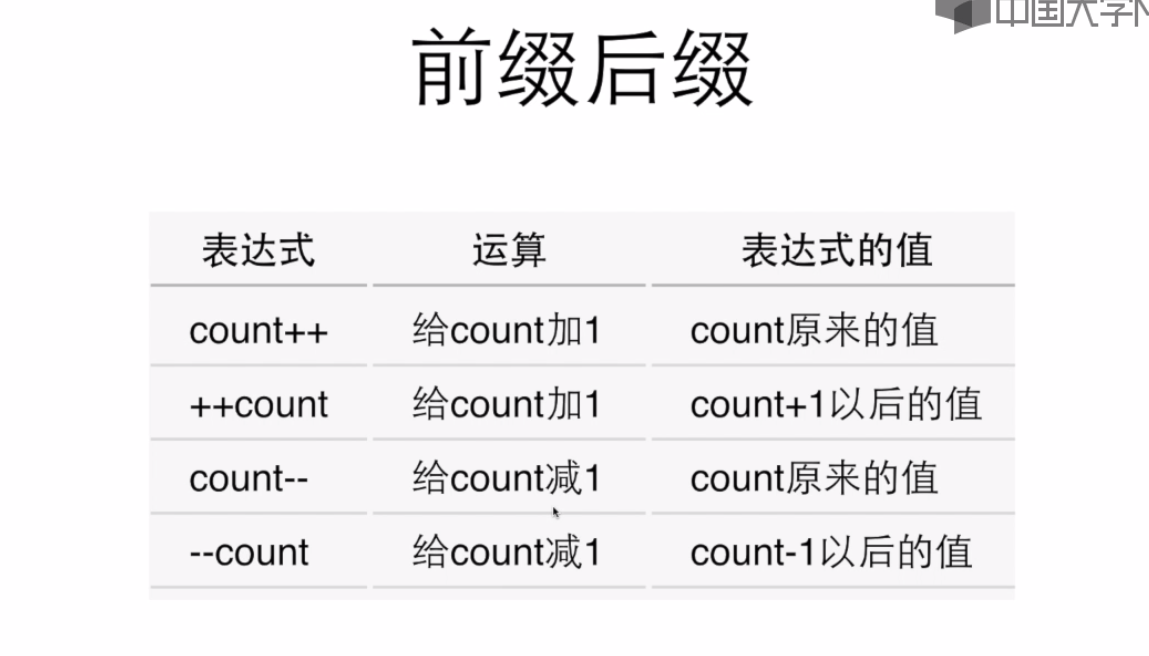 中国大学M
前缀后缀
表达式 运算 表达式的值
count++ 给count加1 count原来的值
++count 给count加1 count+1以后的值
count-- 给count减1 count原来的值
--count 给count减1 count-1以后的值